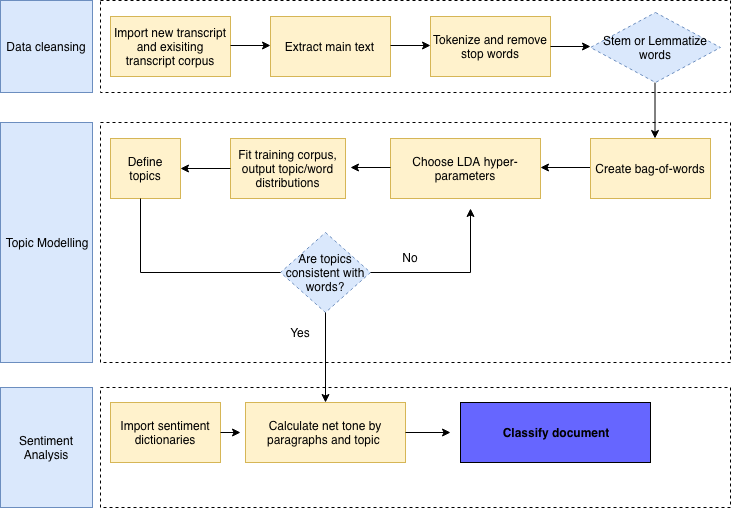 Data cleansing
Import new transcript
and exisiting
transcript corpus
Extract main text
Tokenize and remove
stop words
Stem or Lemmatize
words
Topic Modelling
Define
topics
Fit training corpus,
output topic/word
distributions
Choose LDA hyper-
parameters
Create bag-of-words
Are topics
consistent with
words?
No
Yes
Sentiment
Analysis
Import sentiment
dictionaries
Calculate net tone by
paragraphs and topic
Classify document